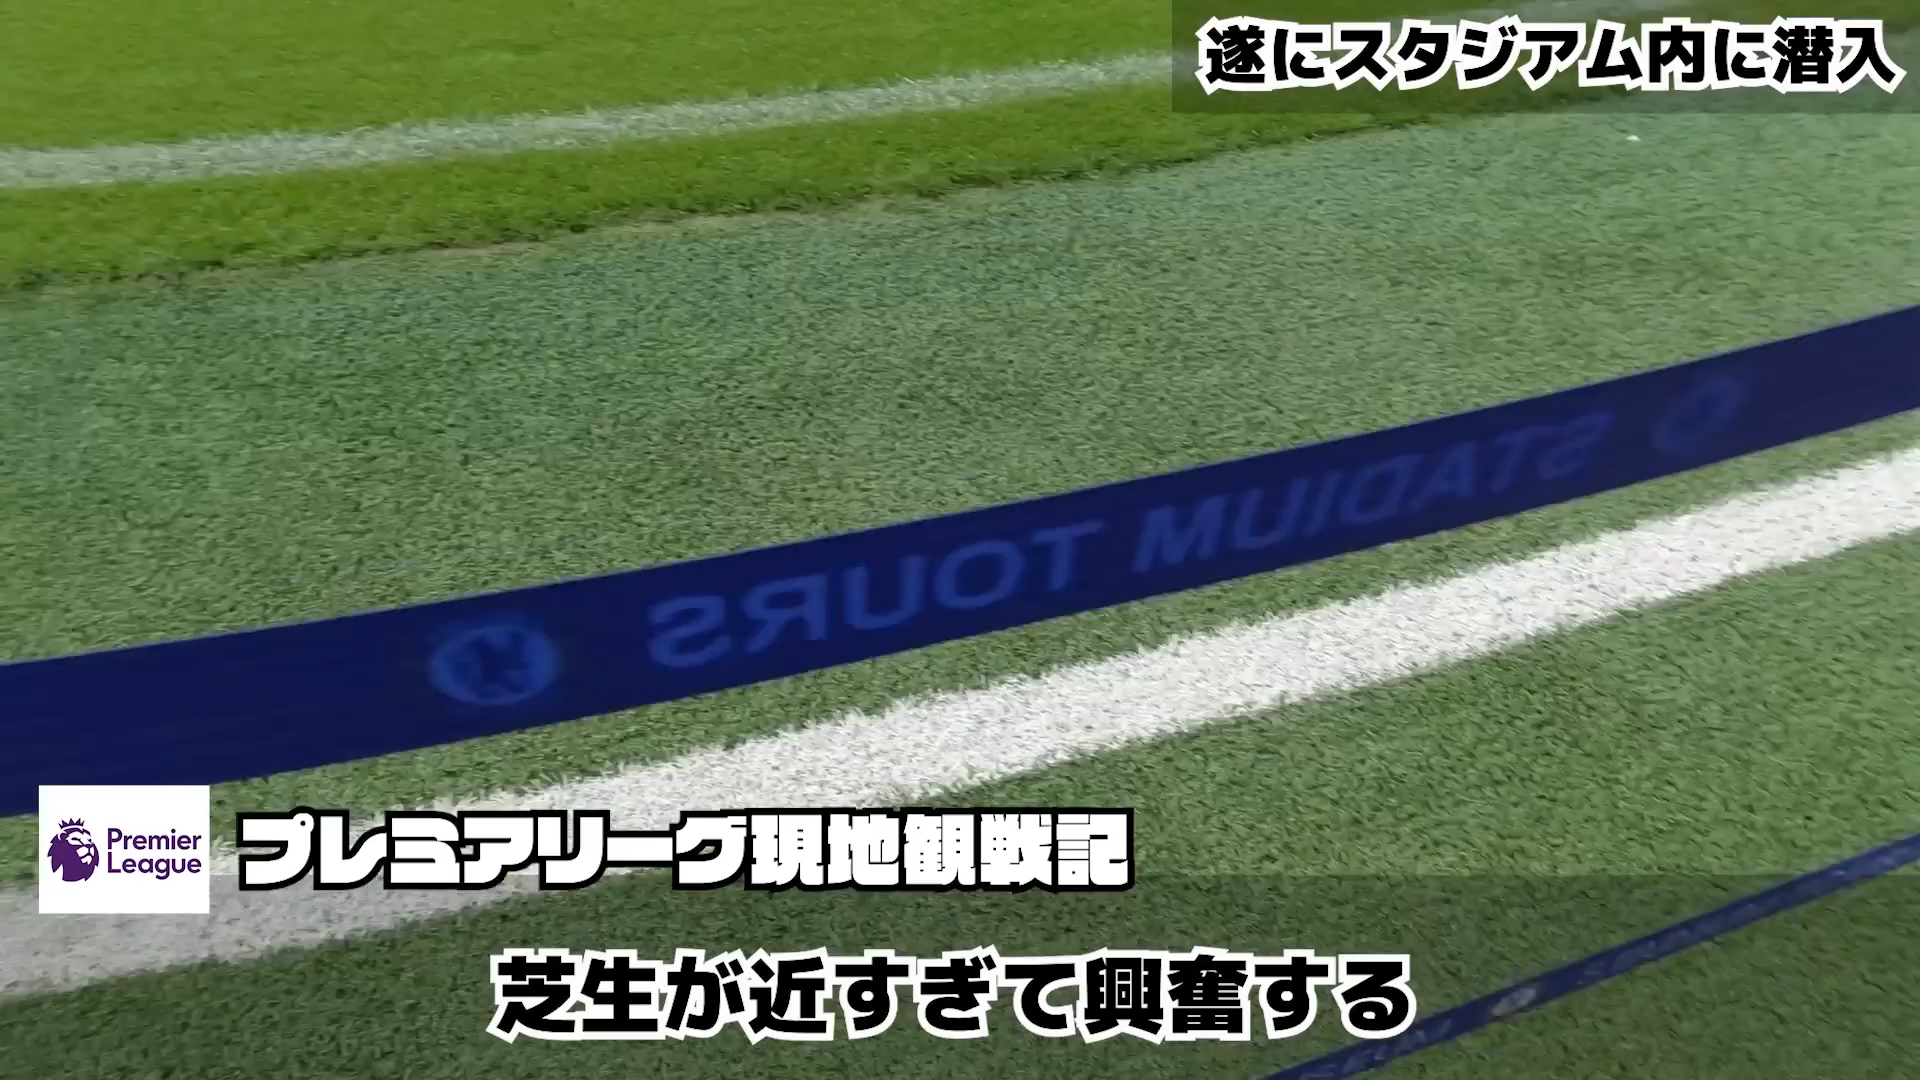 遂にスタジアム内に潜入
STADIUM TOURS
Premier
League
プレミアリーグ現地観戦記
芝生が近すぎて興奮する